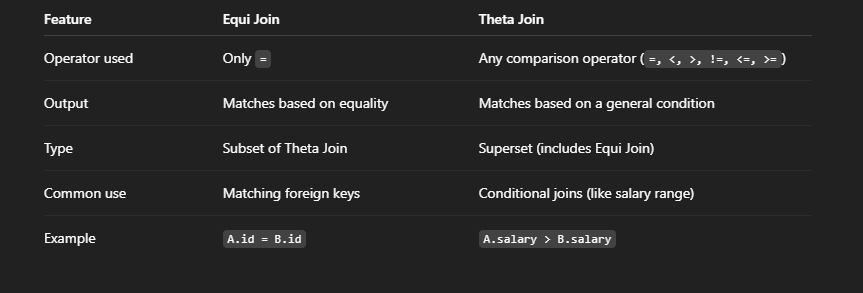 Feature Equi Join Theta Join
Operator used Only = Any comparison operator (=, <, >, !=, <=, >=)
Output Matches based on equality Matches based on a general condition
Type Subset of Theta Join Superset (includes Equi Join)
Common use Matching foreign keys Conditional joins (like salary range)
Example A.id = B.id A.salary > B.salary